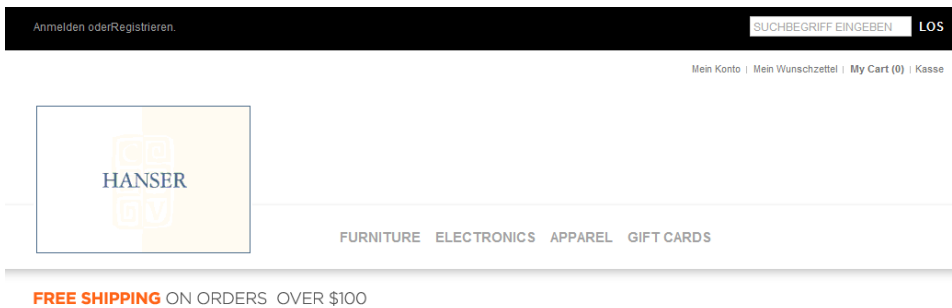 Anmelden oderRegistrieren.
SUCHBEGRIFF EINGEBEN LOS
Mein Konto | Mein Wunschzettel | My Cart (0) | Kasse
HANSER
FURNITURE ELECTRONICS APPAREL GIFT CARDS
FREE SHIPPING ON ORDERS OVER $100